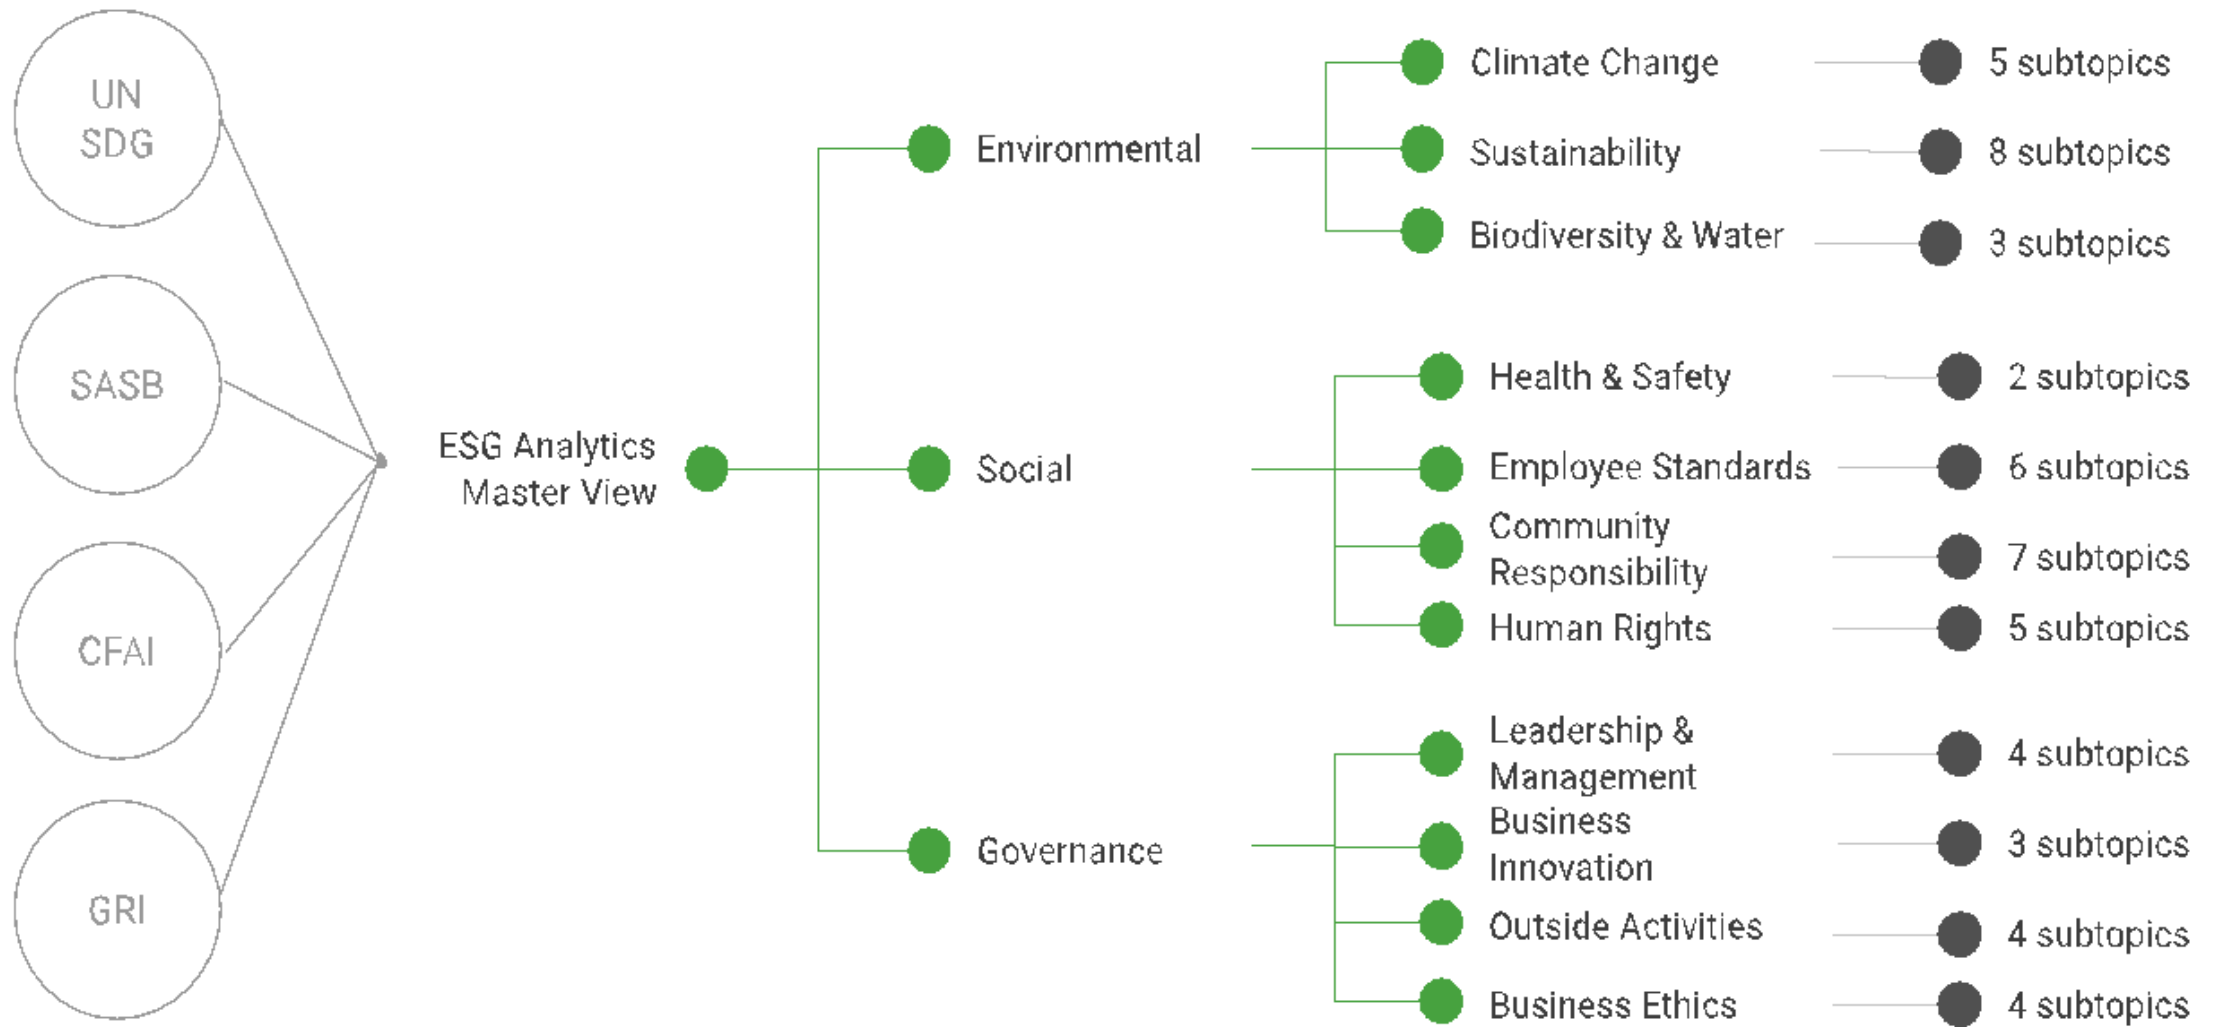 UN
SDG
SASB
CFAI
GRI
ESG Analytics
Master View
Environmental
Climate Change
5 subtopics
Sustainability
8 subtopics
Biodiversity & Water
3 subtopics
Social
Health & Safety
2 subtopics
Employee Standards
6 subtopics
Community
Responsibility
7 subtopics
Human Rights
5 subtopics
Governance
Leadership &
Management
4 subtopics
Business
Innovation
3 subtopics
Outside Activities
4 subtopics
Business Ethics
4 subtopics